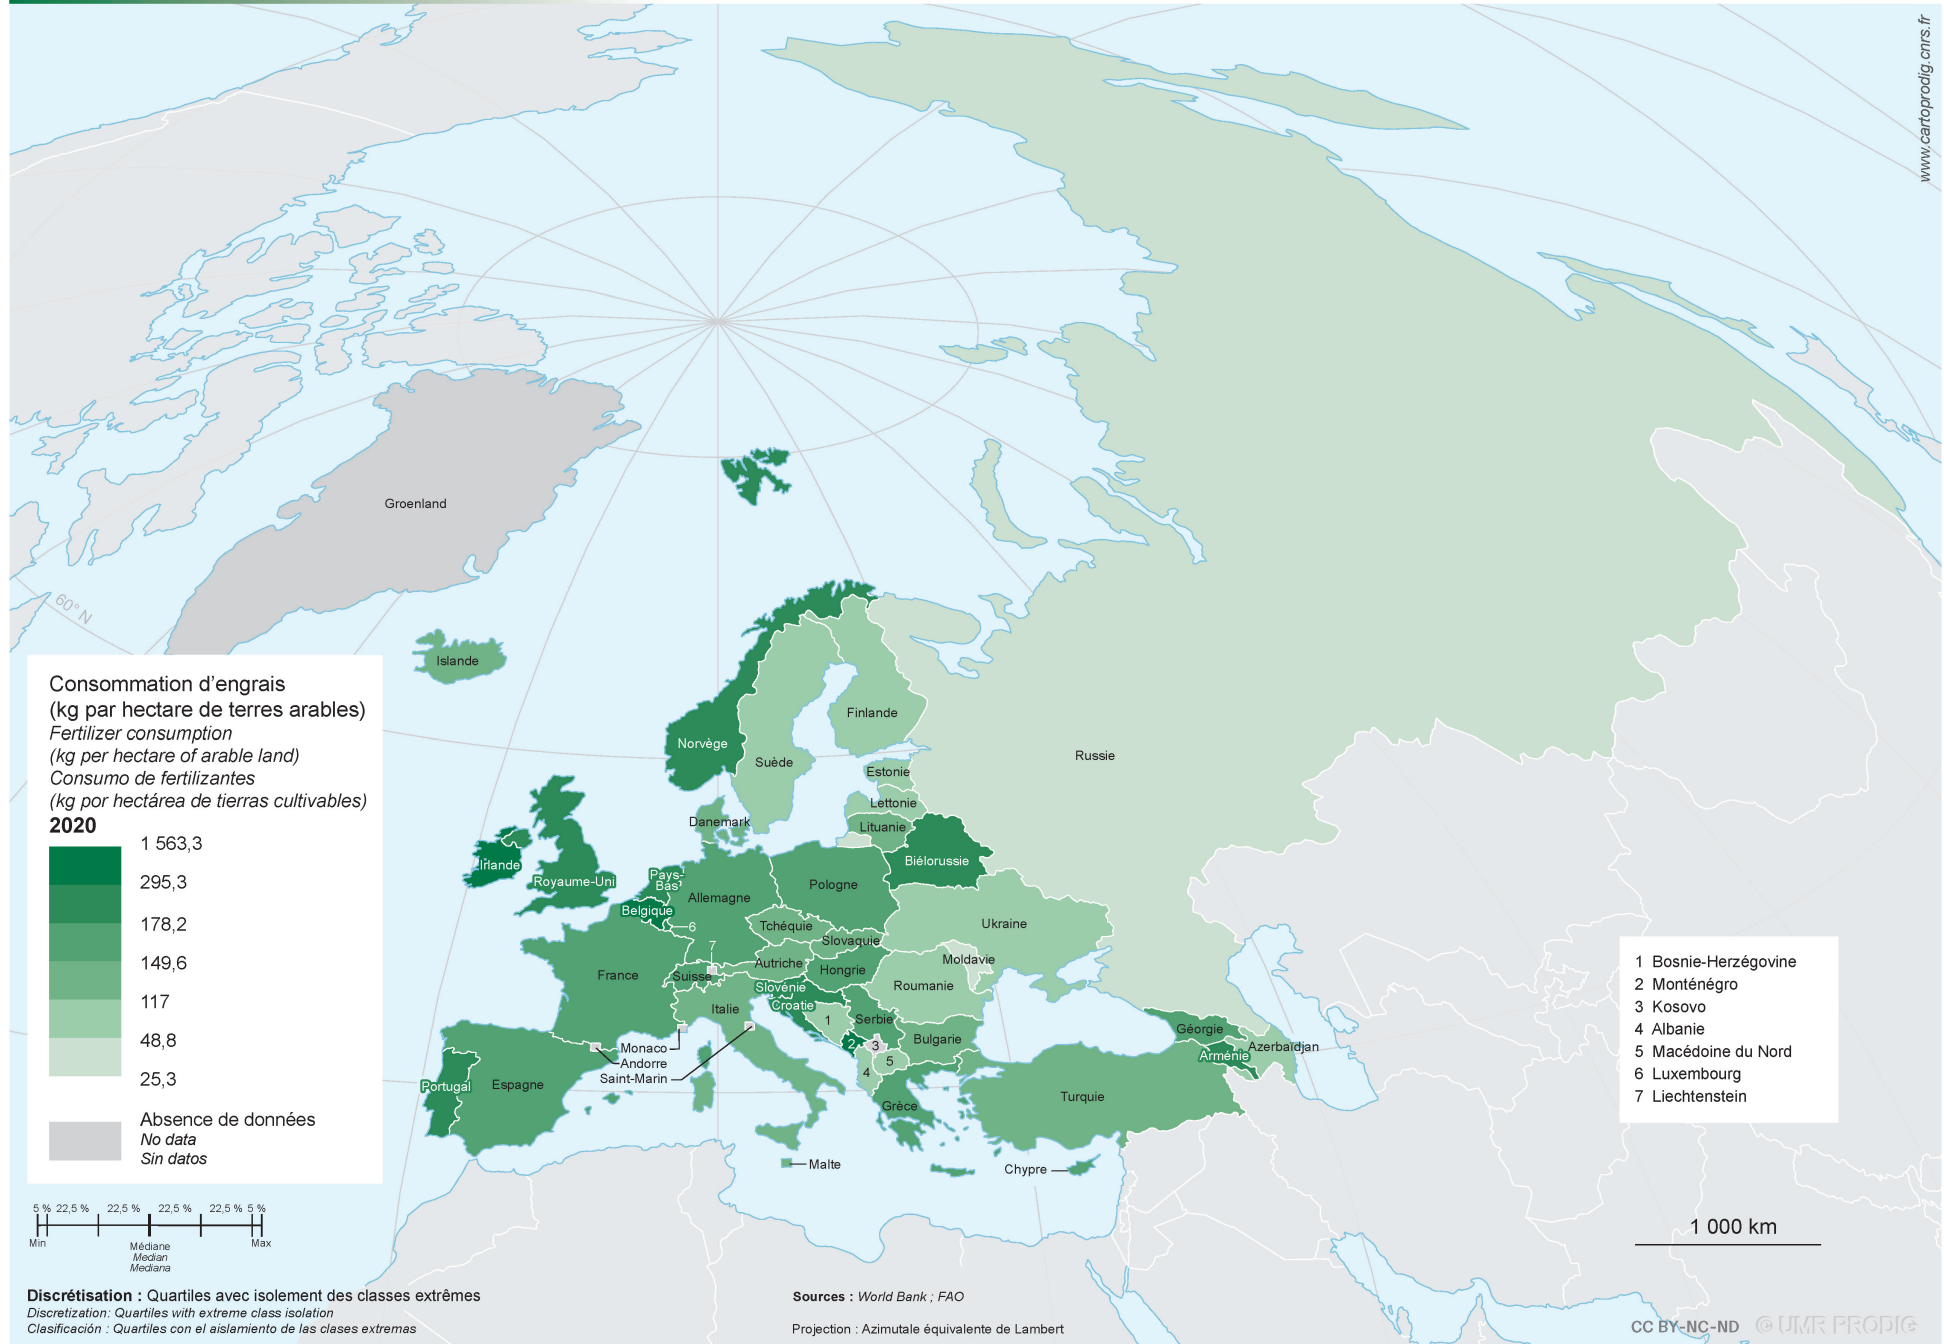 www.cartoprodig.cnrs.fr
Groenland
60° N
Islande
Norvège
Suède
Finlande
Russie
Estonie
Lettonie
Lituanie
Danemark
Biélorussie
Irlande
Royaume-Uni
Pays-
Bas
Allemagne
Pologne
Belgique
6
7
Tchéquie
Ukraine
Slovaquie
Autriche
Moldavie
France
Suisse
Hongrie
Slovénie
Roumanie
Croatie
Italie
1
Serbie
Géorgie
Bulgarie
2
3
Arménie
Azerbaïdjan
Monaco
Andorre
5
4
Saint-Marin
Portugal
Espagne
Turquie
Grèce
Malte
Chypre
Consommation d'engrais
(kg par hectare de terres arables)
Fertilizer consumption
(kg per hectare of arable land)
Consumo de fertilizantes
(kg por hectárea de tierras cultivables)
2020
1 563,3
295,3
178,2
149,6
117
48,8
25,3
Absence de données
No data
Sin datos
5 % 22,5 % 22,5 % 22,5 % 22,5 % 5 %
Min Médiane Max
Median
Mediana
1 Bosnie-Herzégovine
2 Monténégro
3 Kosovo
4 Albanie
5 Macédoine du Nord
6 Luxembourg
7 Liechtenstein
1 000 km
Discrétisation : Quartiles avec isolement des classes extrêmes
Discretization: Quartiles with extreme class isolation
Clasificación : Quartiles con el aislamiento de las clases extremas
Sources : World Bank ; FAO
Projection : Azimutale équivalente de Lambert
CC BY-NC-ND © UMR PRODIG